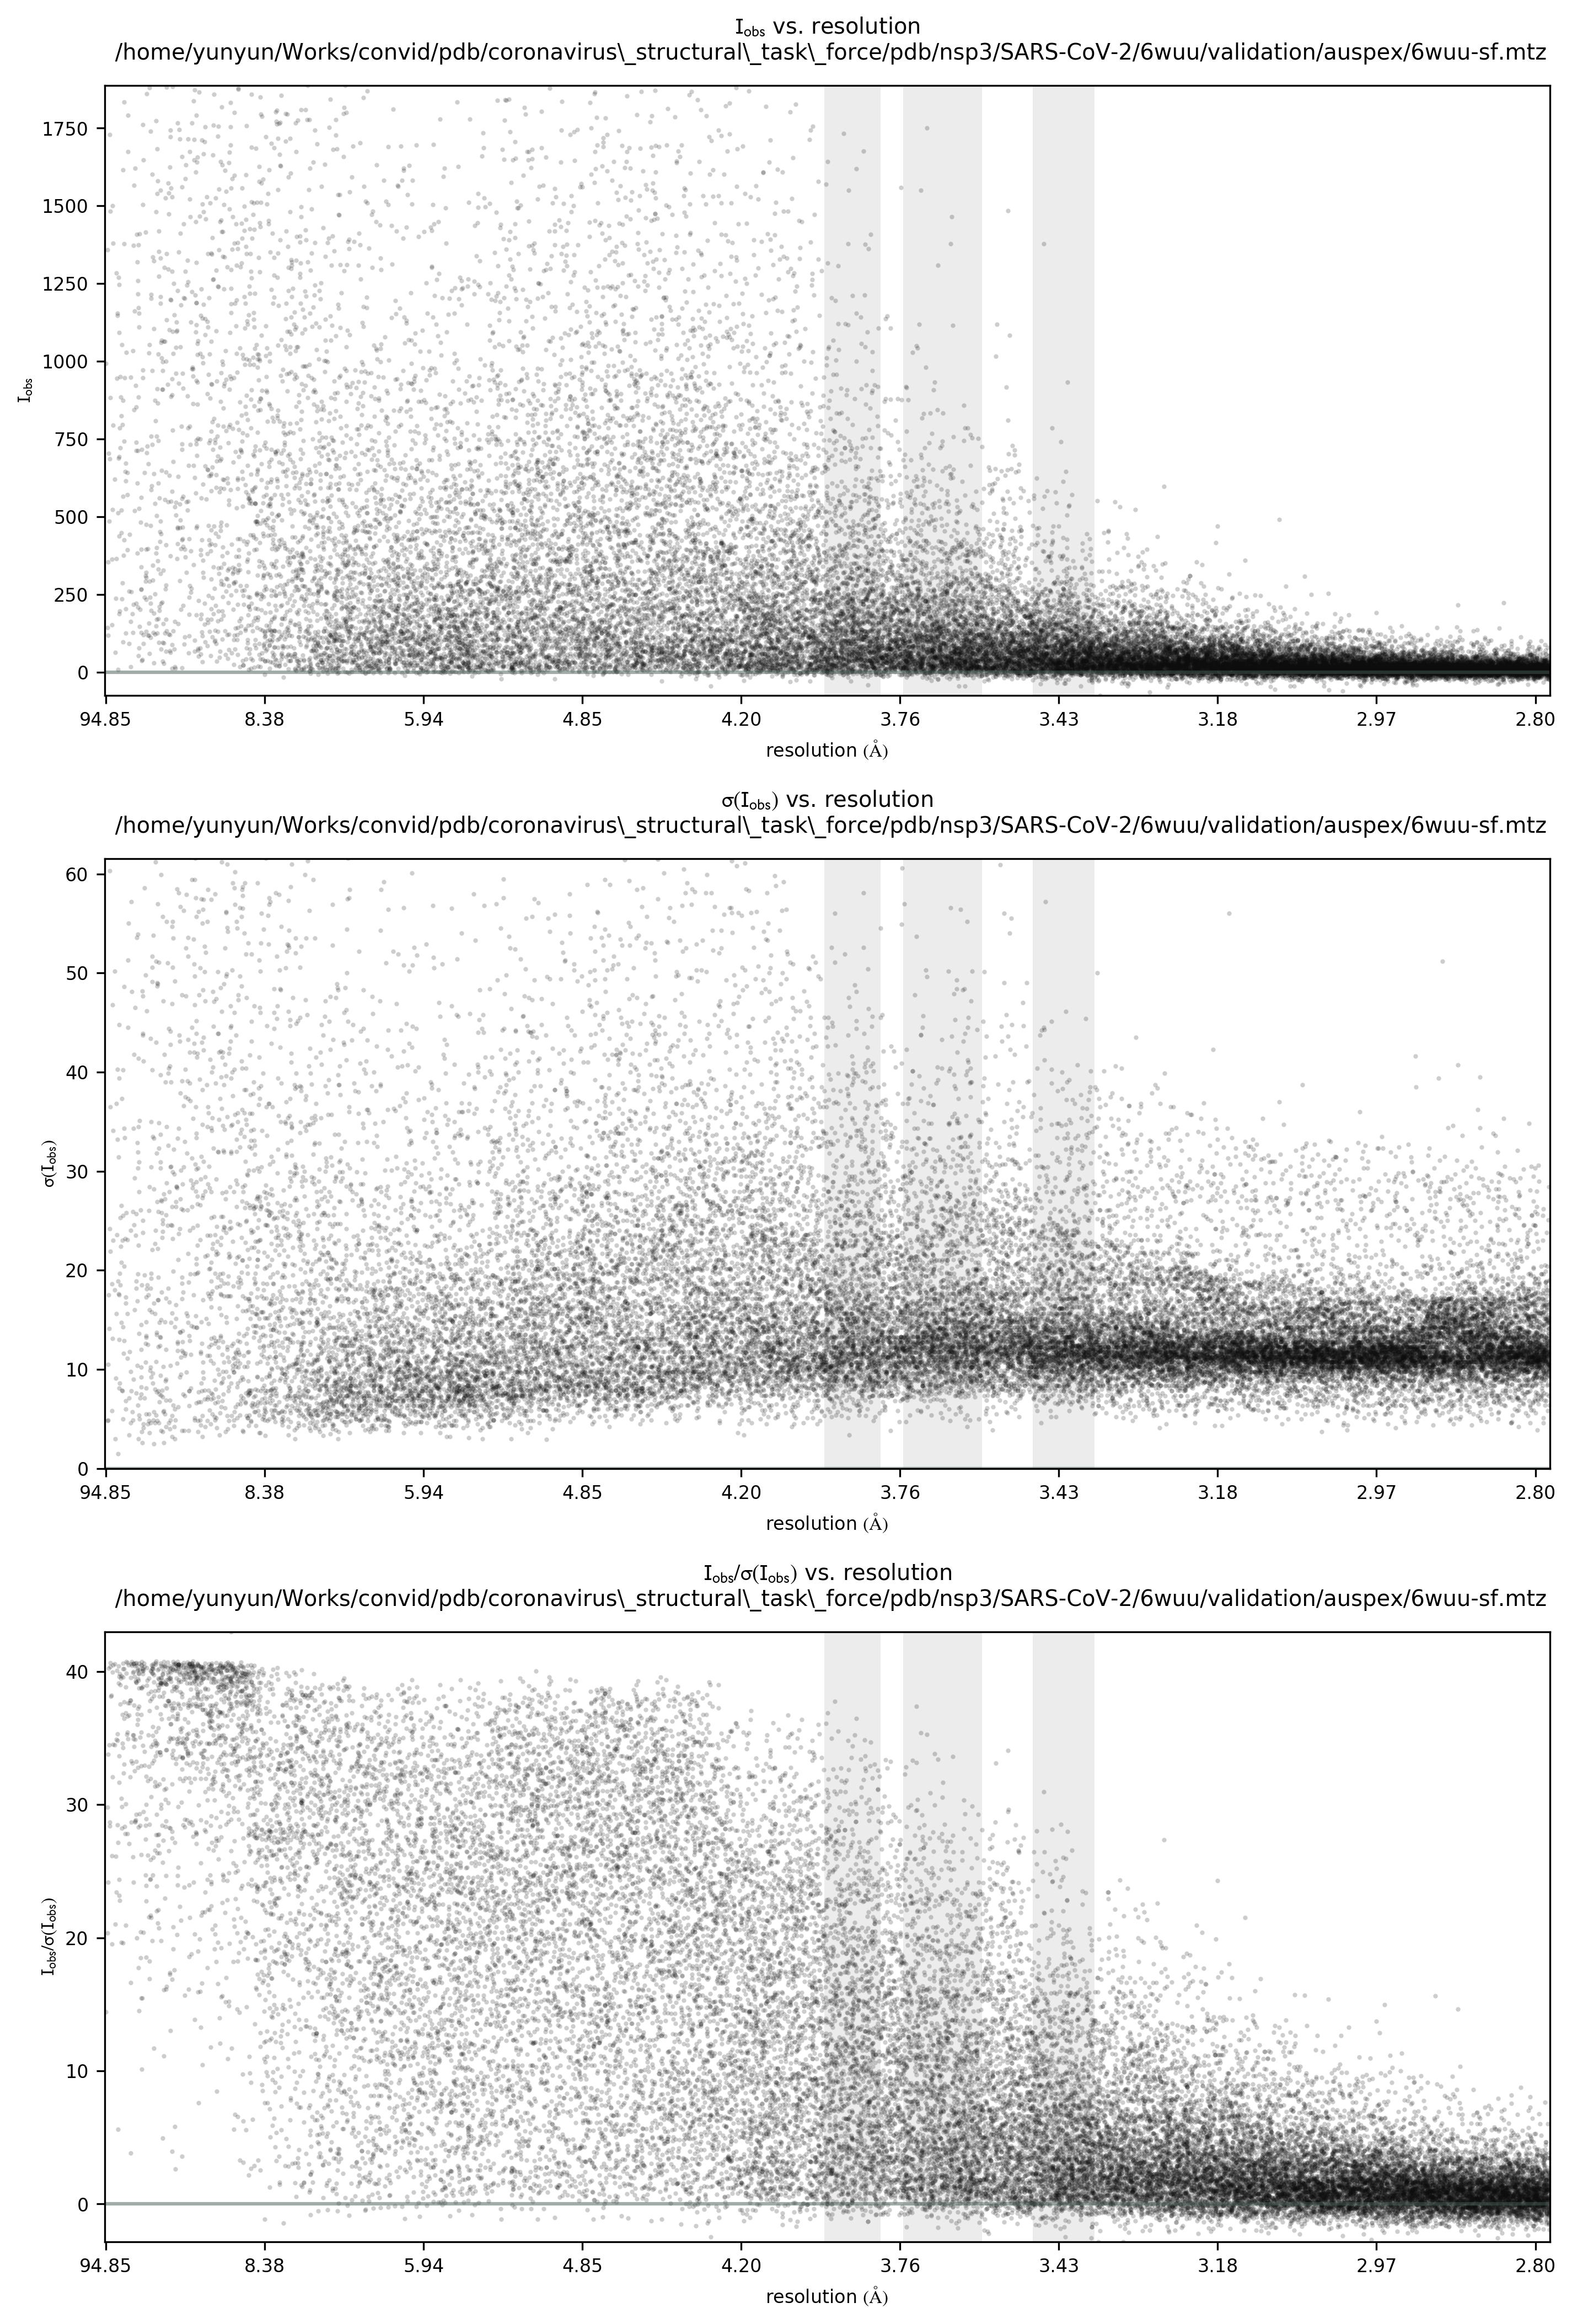 Iobs vs. resolution
/home/yunyun/Works/convid/pdb/coronavirus\_structural\_task\_force/pdb/nsp3/SARS-CoV-2/6wuu/validation/auspex/6wuu-sf.mtz
1750
1500
1250
1000
750
500
250
0
Iobs
94.85 8.38 5.94 4.85 4.20 3.76 3.43 3.18 2.97 2.80
resolution (Å)
σ(Iobs) vs. resolution
/home/yunyun/Works/convid/pdb/coronavirus\_structural\_task\_force/pdb/nsp3/SARS-CoV-2/6wuu/validation/auspex/6wuu-sf.mtz
60
50
40
30
20
10
0
σ(Iobs)
94.85 8.38 5.94 4.85 4.20 3.76 3.43 3.18 2.97 2.80
resolution (Å)
Iobs/σ(Iobs) vs. resolution
/home/yunyun/Works/convid/pdb/coronavirus\_structural\_task\_force/pdb/nsp3/SARS-CoV-2/6wuu/validation/auspex/6wuu-sf.mtz
40
30
20
10
0
Iobs/σ(Iobs)
94.85 8.38 5.94 4.85 4.20 3.76 3.43 3.18 2.97 2.80
resolution (Å)